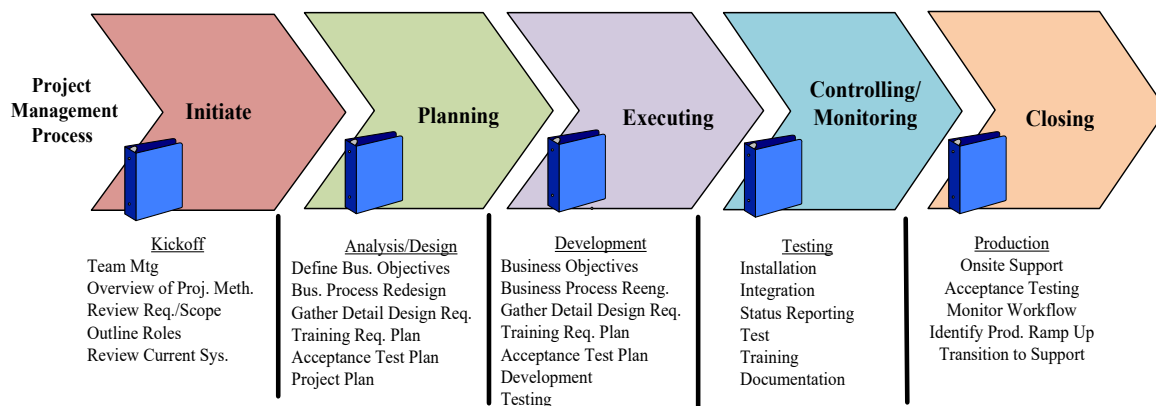 Project
Management
Process
Initiate
Planning
Executing
Controlling/
Monitoring
Closing
Kickoff
Team Mtg
Overview of Proj. Meth.
Review Req./Scope
Outline Roles
Review Current Sys.
Analysis/Design
Define Bus. Objectives
Bus. Process Redesign
Gather Detail Design Req.
Training Req. Plan
Acceptance Test Plan
Project Plan
Development
Business Objectives
Business Process Reeng.
Gather Detail Design Req.
Training Req. Plan
Acceptance Test Plan
Development
Testing
Testing
Installation
Integration
Status Reporting
Test
Training
Documentation
Production
Onsite Support
Acceptance Testing
Monitor Workflow
Identify Prod. Ramp Up
Transition to Support